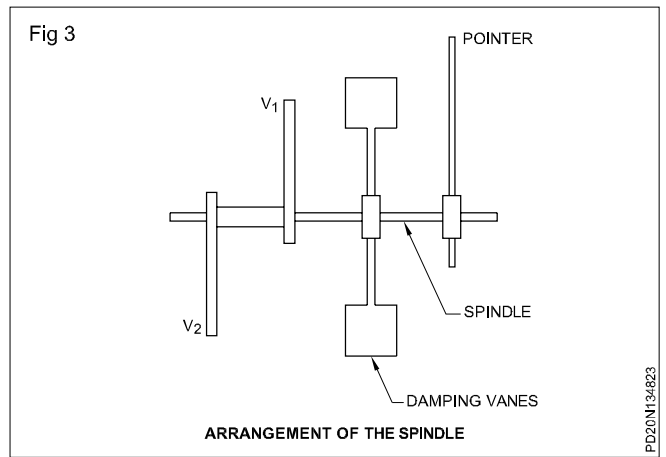 Fig 3
POINTER
V₁
SPINDLE
V₂
DAMPING VANES
ARRANGEMENT OF THE SPINDLE
PD20N134823